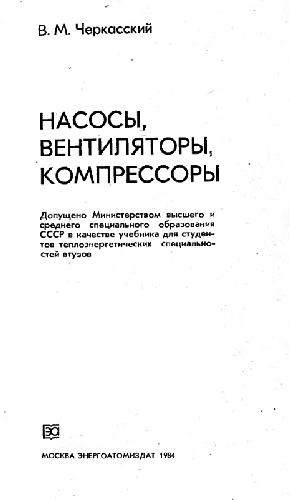 В. М. Черкасский
НАСОСЫ,
ВЕНТИЛЯТОРЫ,
КОМПРЕССОРЫ
Допущено Министерством высшего и
среднего специального образования
СССР в качестве учебника для студен-
тов теплоэнергетических специально-
стей втузов
МОСКВА ЭНЕРГОАТОМИЗДАТ 1984